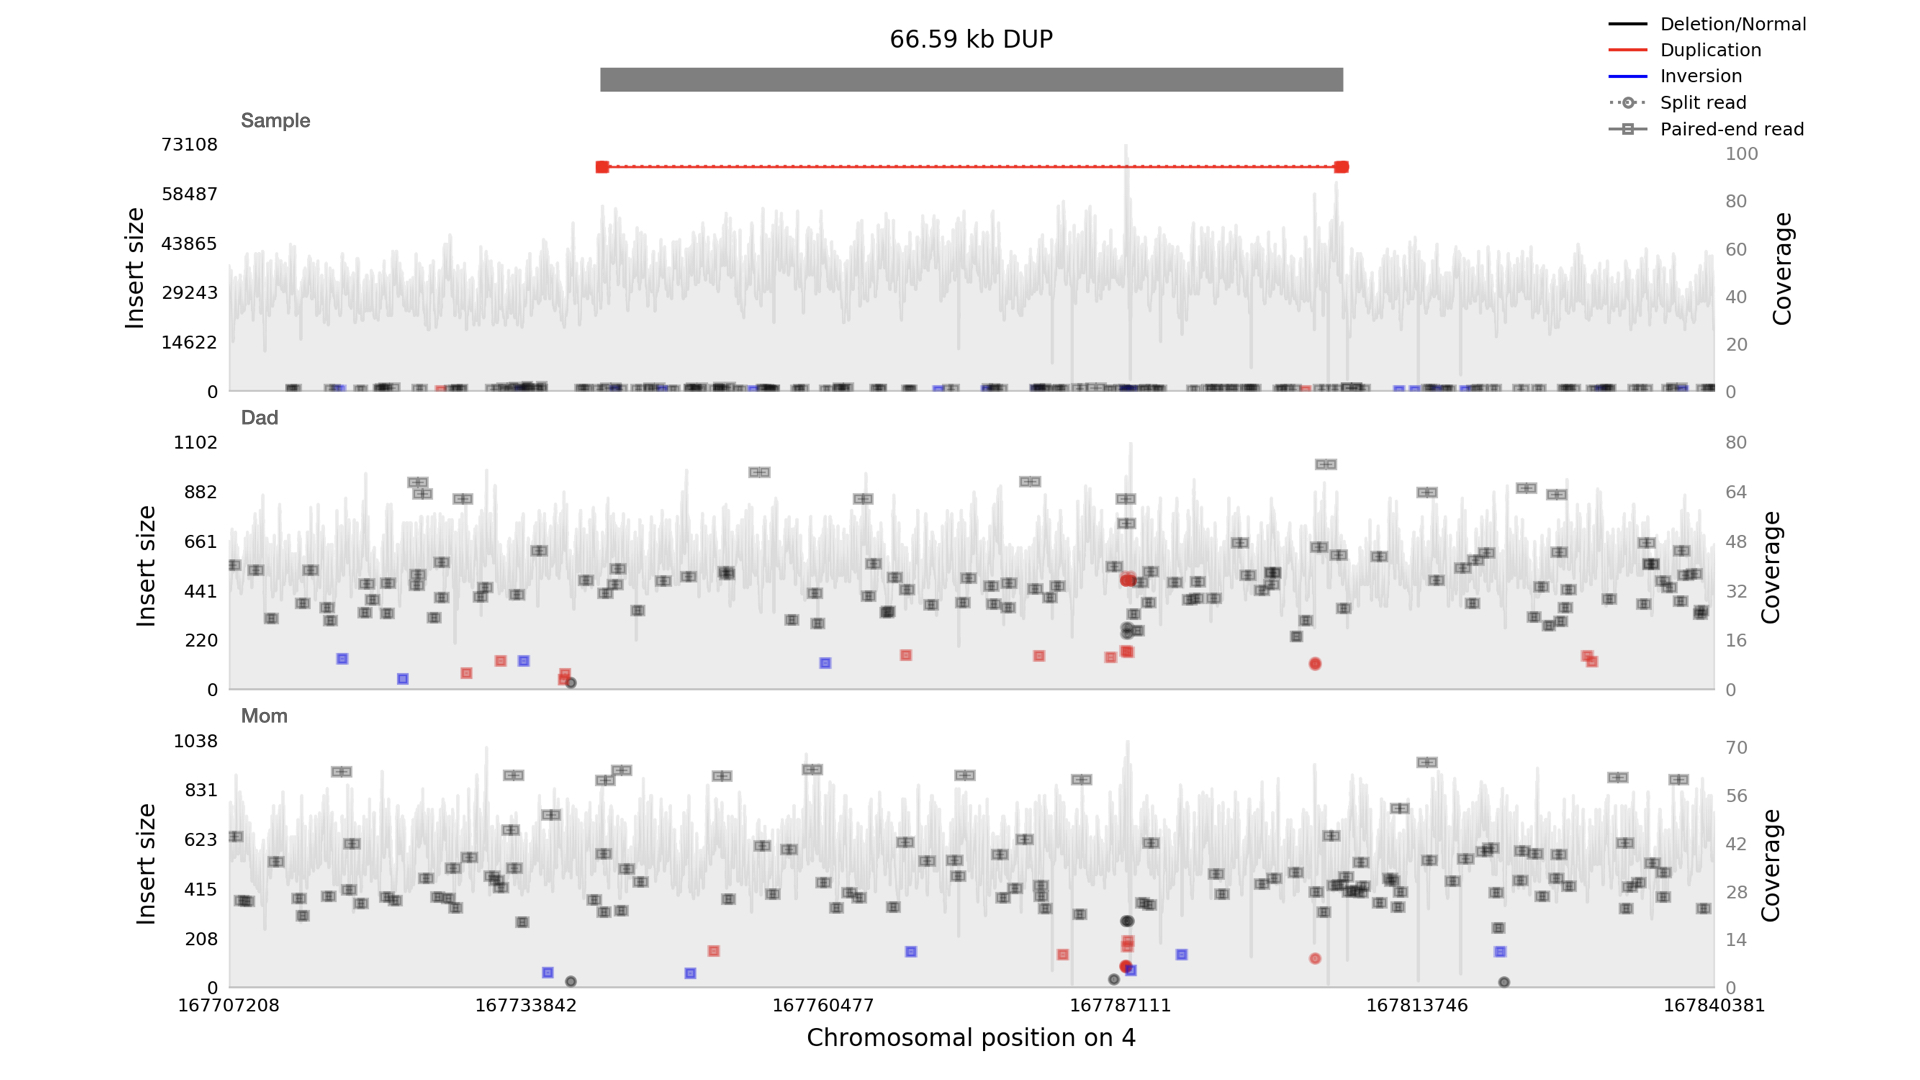 66.59 kb DUP
Deletion/Normal
Duplication
Inversion
Split read
Paired-end read
Sample
Insert size
73108
58487
43865
29243
14622
0
100
80
60
40
20
0
Coverage
Dad
Insert size
1102
882
661
441
220
0
80
64
48
32
16
0
Coverage
Mom
Insert size
1038
831
623
415
208
0
70
56
42
28
14
0
Coverage
167707208 167733842 167760477 167787111 167813746 167840381
Chromosomal position on 4